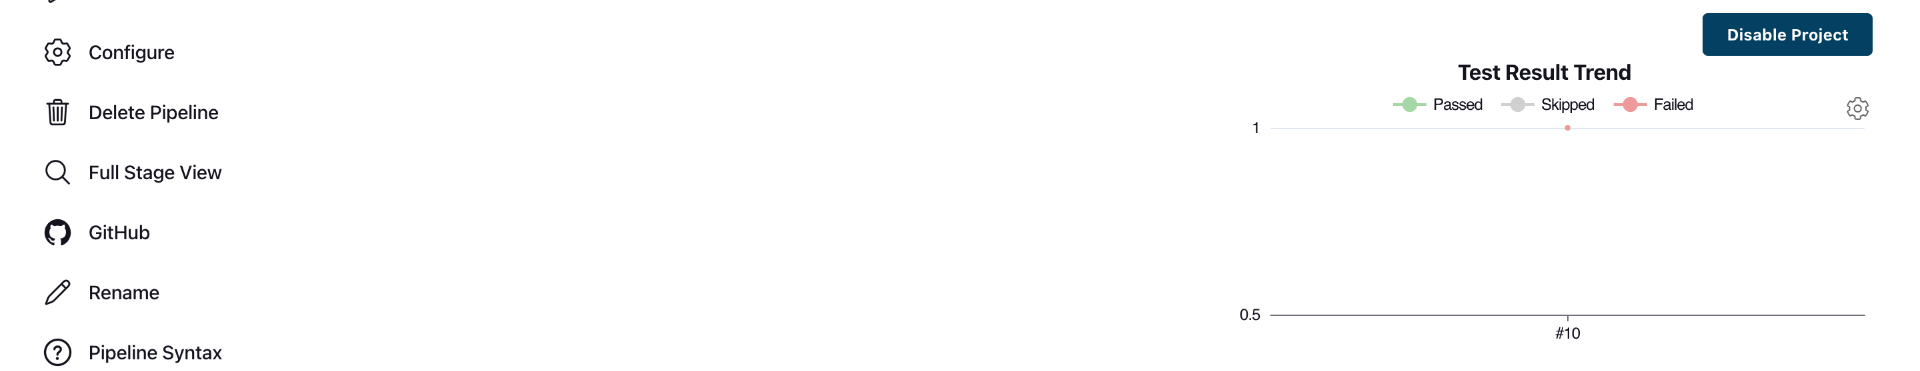 Configure
Delete Pipeline
Full Stage View
GitHub
Rename
Pipeline Syntax
Disable Project
Test Result Trend
Passed Skipped Failed
1
0.5
#10